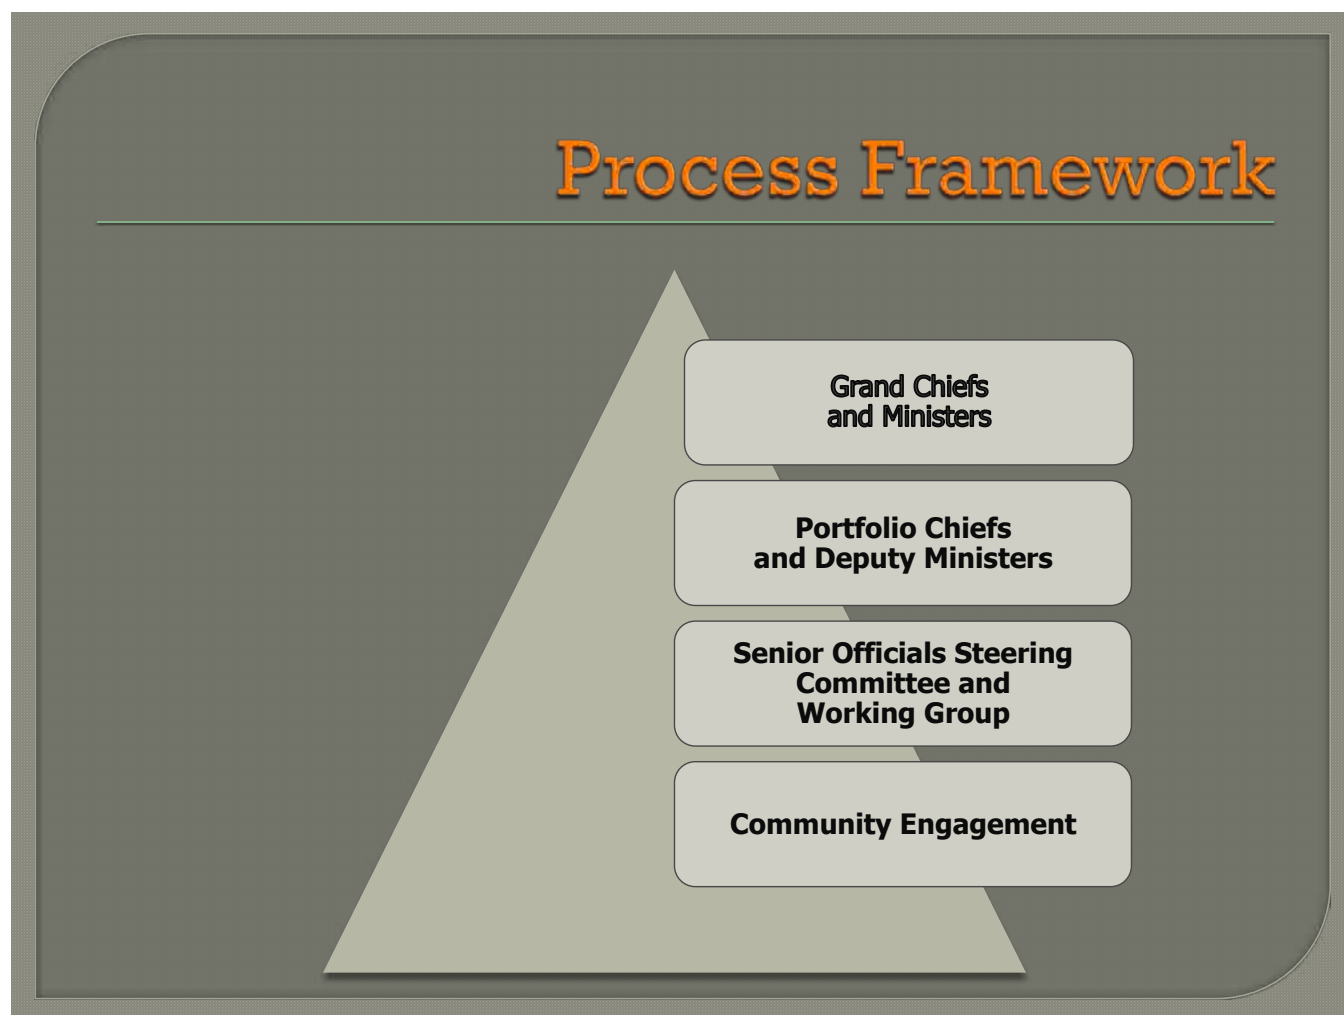 Process Framework
Grand Chiefs
and Ministers
Portfolio Chiefs
and Deputy Ministers
Senior Officials Steering
Committee and
Working Group
Community Engagement